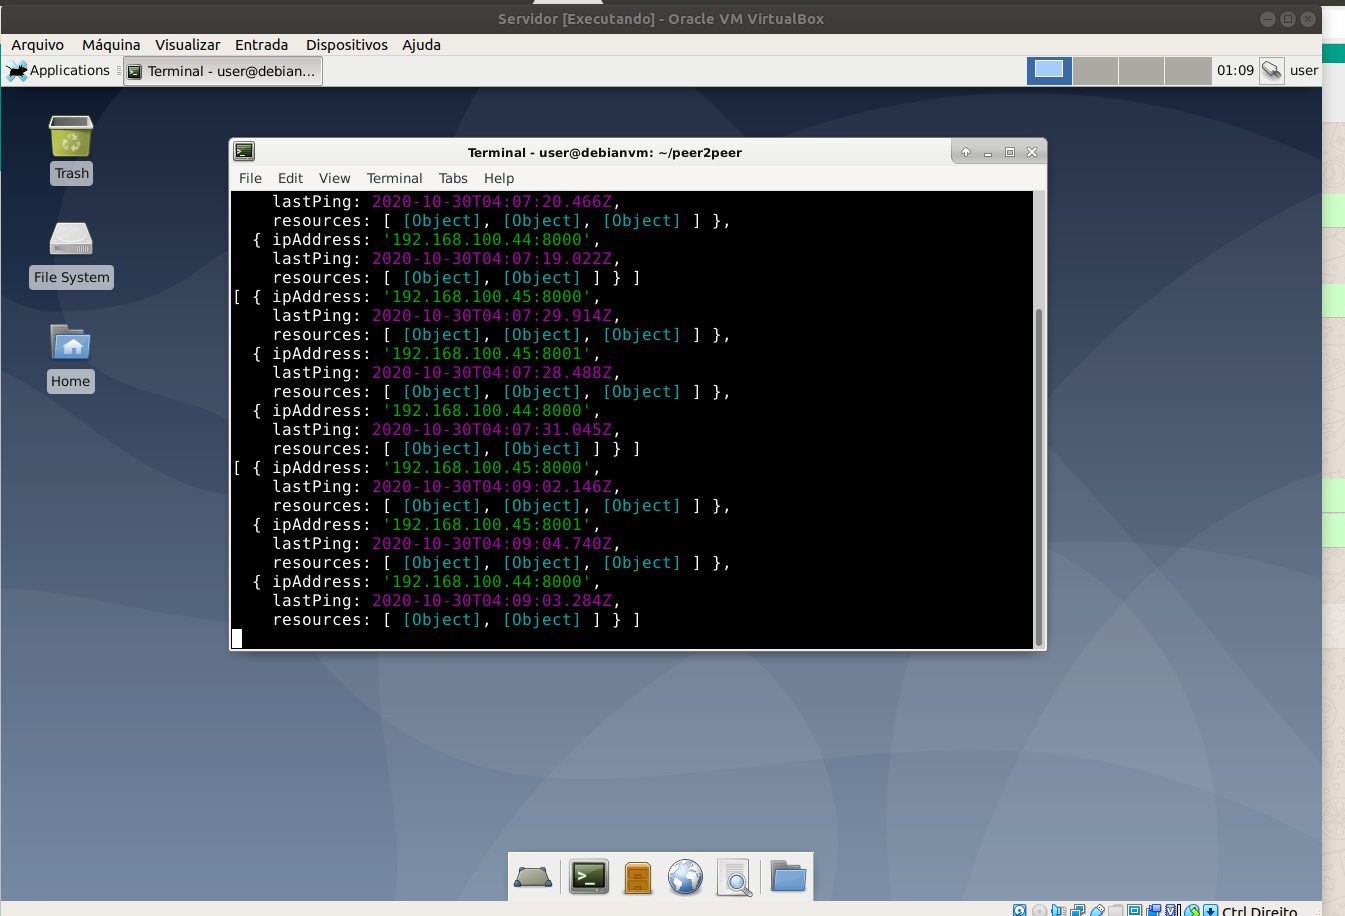 Servidor [Executando] - Oracle VM VirtualBox
Arquivo Máquina Visualizar Entrada Dispositivos Ajuda
Applications Terminal - user@debian... 01:09 user
Trash
File System
Home
Terminal - user@debianvm: ~/peer2peer
File Edit View Terminal Tabs Help
    lastPing: 2020-10-30T04:07:20.466Z,
    resources: [ [Object], [Object], [Object] ] },
  { ipAddress: '192.168.100.44:8000',
    lastPing: 2020-10-30T04:07:19.022Z,
    resources: [ [Object], [Object] ] } ]
[ { ipAddress: '192.168.100.45:8000',
    lastPing: 2020-10-30T04:07:29.914Z,
    resources: [ [Object], [Object], [Object] ] },
  { ipAddress: '192.168.100.45:8001',
    lastPing: 2020-10-30T04:07:28.488Z,
    resources: [ [Object], [Object], [Object] ] },
  { ipAddress: '192.168.100.44:8000',
    lastPing: 2020-10-30T04:07:31.045Z,
    resources: [ [Object], [Object] ] } ]
[ { ipAddress: '192.168.100.45:8000',
    lastPing: 2020-10-30T04:09:02.146Z,
    resources: [ [Object], [Object], [Object] ] },
  { ipAddress: '192.168.100.45:8001',
    lastPing: 2020-10-30T04:09:04.740Z,
    resources: [ [Object], [Object], [Object] ] },
  { ipAddress: '192.168.100.44:8000',
    lastPing: 2020-10-30T04:09:03.284Z,
    resources: [ [Object], [Object] ] } ]
Ctrl Direito